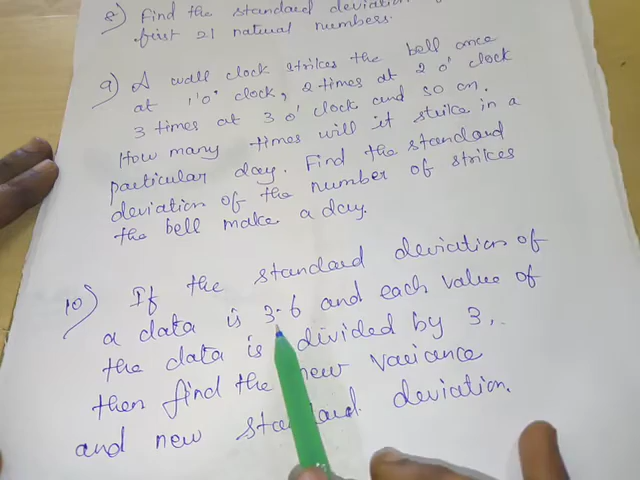 8) Find the standard deviation
first 21 natural numbers.
9) A wall clock strikes the bell once
at 1 'o' clock, 2 times at 2 o' clock
3 times at 3 o' clock and so on.
How many times will it strike in a
particular day. Find the standard
deviation of the number of strikes
the bell make a day.
10) If the standard deviation of
a data is 3.6 and each value of
the data is divided by 3,
then find the new variance
and new standard deviation.